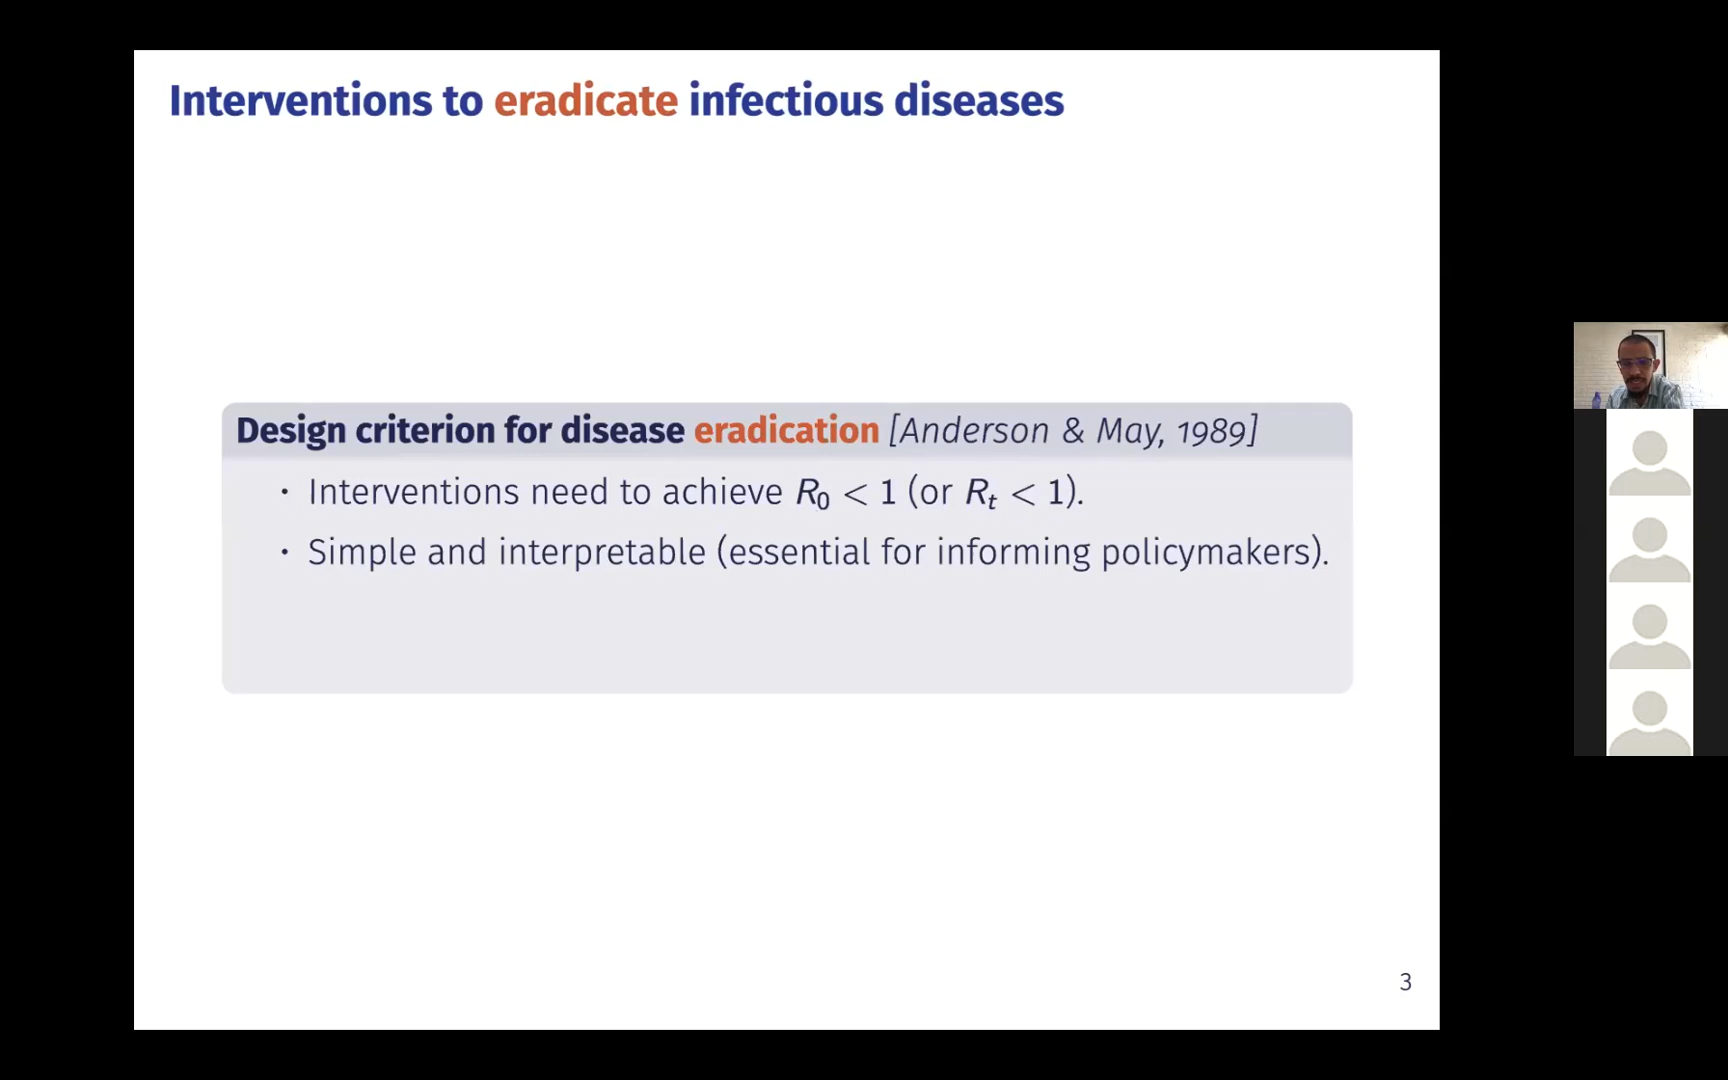 Interventions to eradicate infectious diseases
Design criterion for disease eradication [Anderson & May, 1989]
· Interventions need to achieve R₀ < 1 (or Rₜ < 1).
· Simple and interpretable (essential for informing policymakers).
3